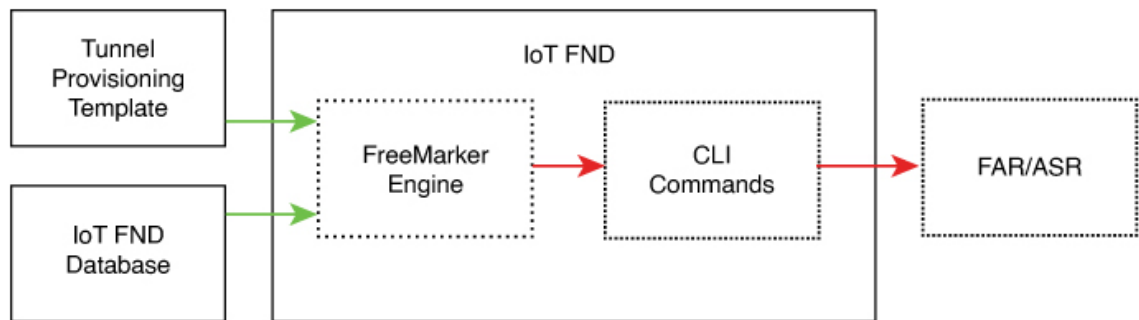 Tunnel
Provisioning
Template
IoT FND
Database
IoT FND
FreeMarker
Engine
CLI
Commands
FAR/ASR